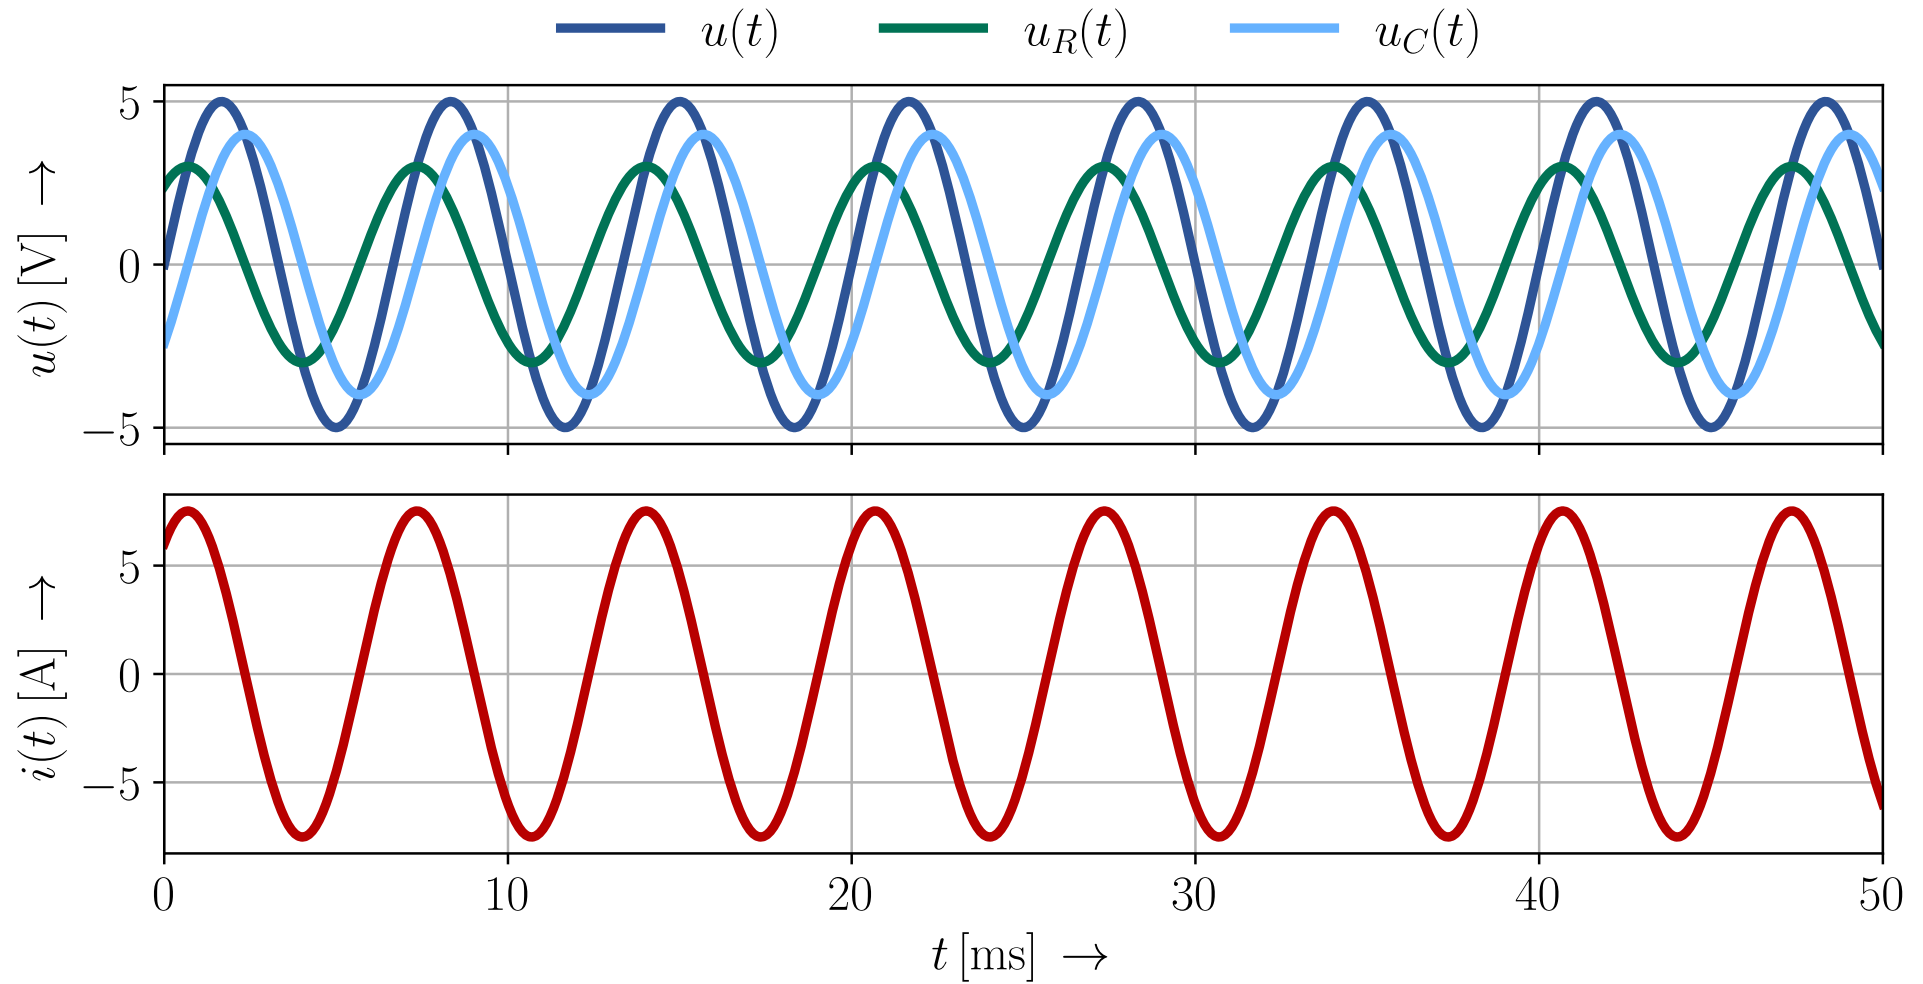 u(t) u_R(t) u_C(t)
5
0
−5
u(t) [V] →
5
0
−5
i(t) [A] →
0 10 20 30 40 50
t [ms] →